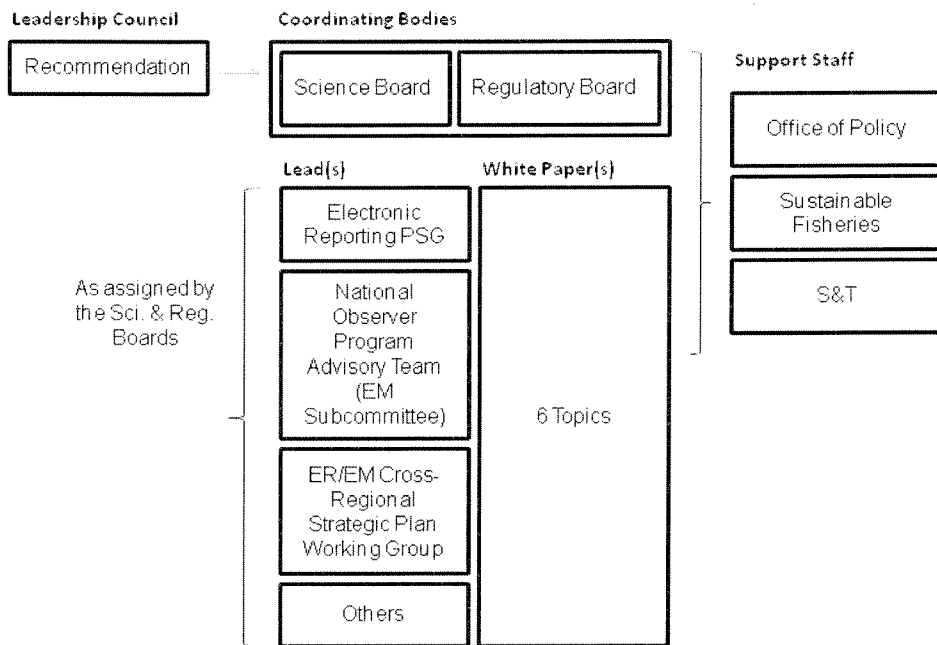 Leadership Council
Recommendation
Coordinating Bodies
Science Board
Regulatory Board
Support Staff
Office of Policy
Sustainable
Fisheries
S&T
As assigned by
the Sci. & Reg.
Boards
Lead(s)
Electronic
Reporting PSG
National
Observer
Program
Advisory Team
(EM
Subcommittee)
ER/EM Cross-
Regional
Strategic Plan
Working Group
Others
White Paper(s)
6 Topics